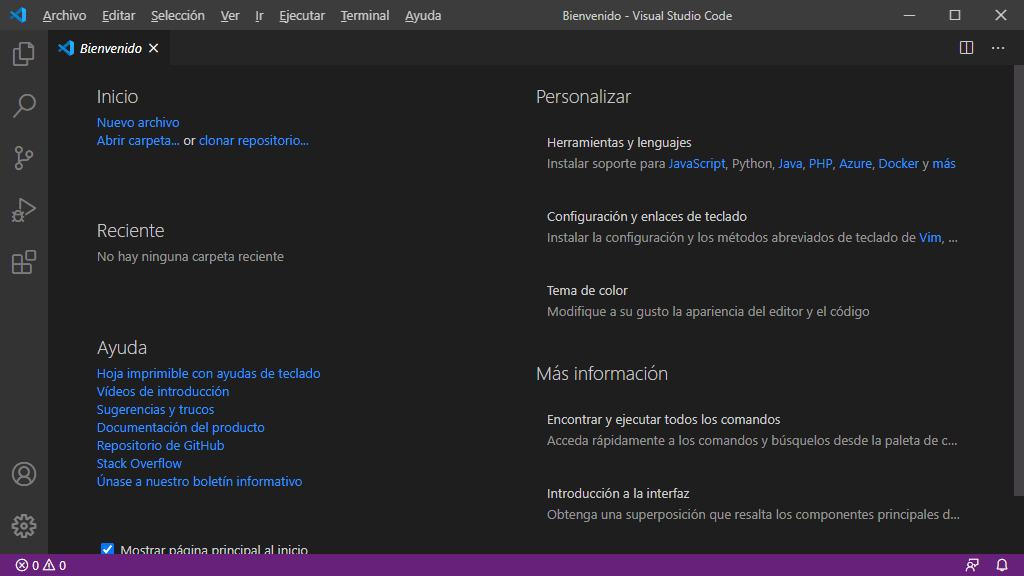 Archivo Editar Selección Ver Ir Ejecutar Terminal Ayuda Bienvenido - Visual Studio Code
Bienvenido
Inicio
Nuevo archivo
Abrir carpeta... or clonar repositorio...
Reciente
No hay ninguna carpeta reciente
Ayuda
Hoja imprimible con ayudas de teclado
Vídeos de introducción
Sugerencias y trucos
Documentación del producto
Repositorio de GitHub
Stack Overflow
Únase a nuestro boletín informativo
Mostrar página principal al inicio
Personalizar
Herramientas y lenguajes
Instalar soporte para JavaScript, Python, Java, PHP, Azure, Docker y más
Configuración y enlaces de teclado
Instalar la configuración y los métodos abreviados de teclado de Vim, ...
Tema de color
Modifique a su gusto la apariencia del editor y el código
Más información
Encontrar y ejecutar todos los comandos
Acceda rápidamente a los comandos y búsquelos desde la paleta de c...
Introducción a la interfaz
Obtenga una superposición que resalta los componentes principales d...
0 0